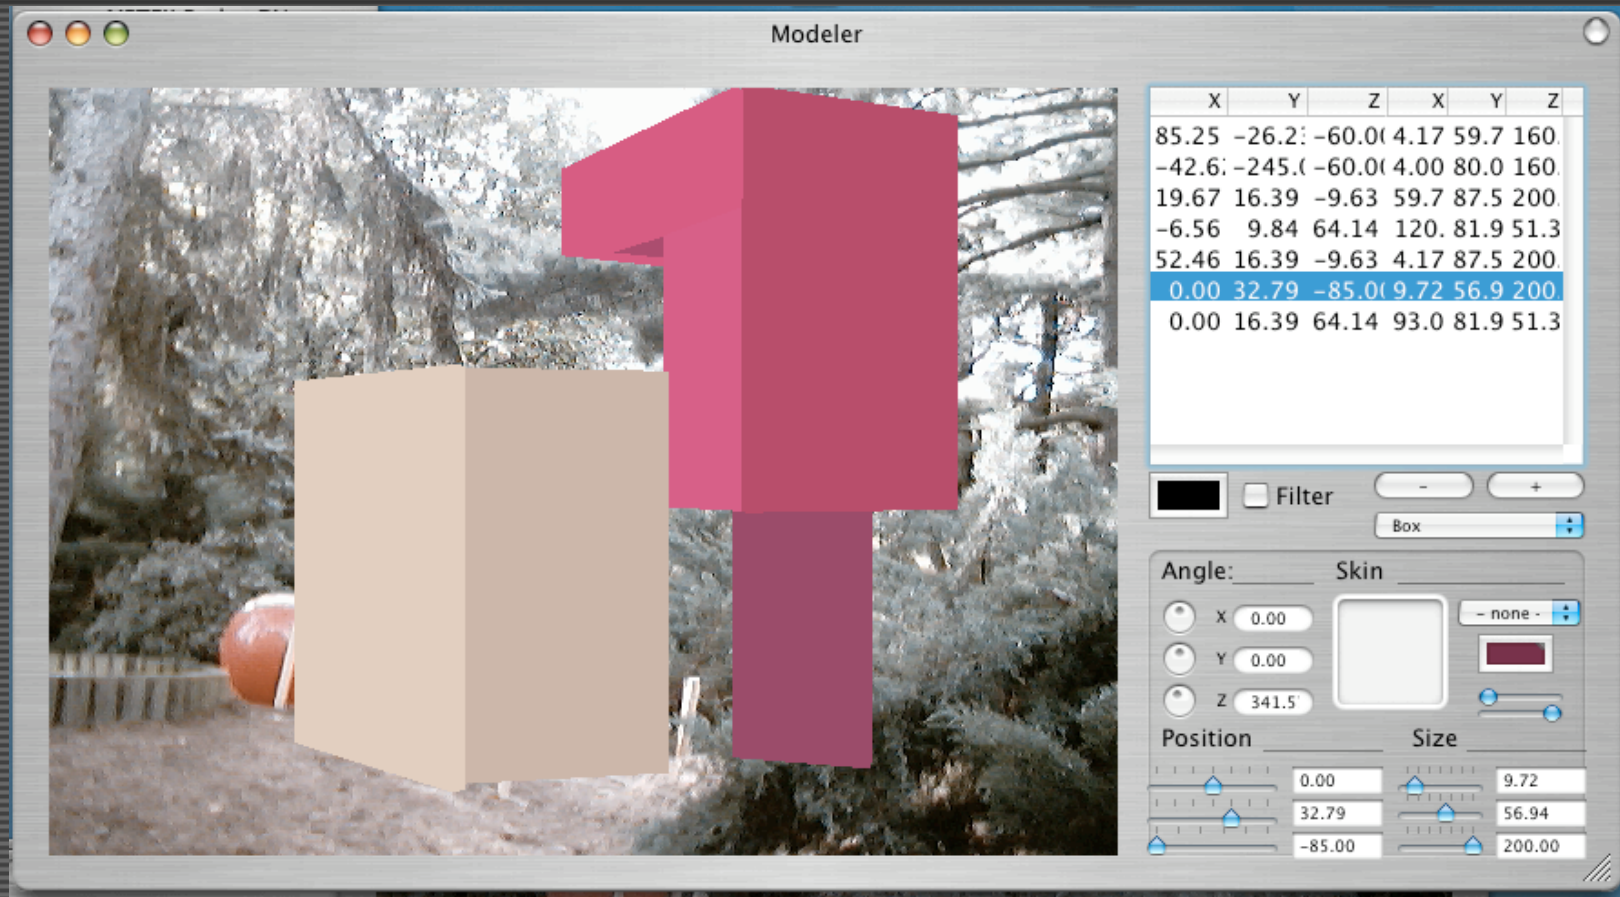 Modeler
X Y Z X Y Z
85.25 -26.2 -60.0 4.17 59.7 160.
-42.6 -245.0 -60.0 4.00 80.0 160.
19.67 16.39 -9.63 59.7 87.5 200.
-6.56 9.84 64.14 120. 81.9 51.3
52.46 16.39 -9.63 4.17 87.5 200.
0.00 32.79 -85.0 9.72 56.9 200.
0.00 16.39 64.14 93.0 81.9 51.3
Filter - +
Box
Angle: Skin
X 0.00 - none -
Y 0.00
Z 341.5
Position Size
0.00 9.72
32.79 56.94
-85.00 200.00